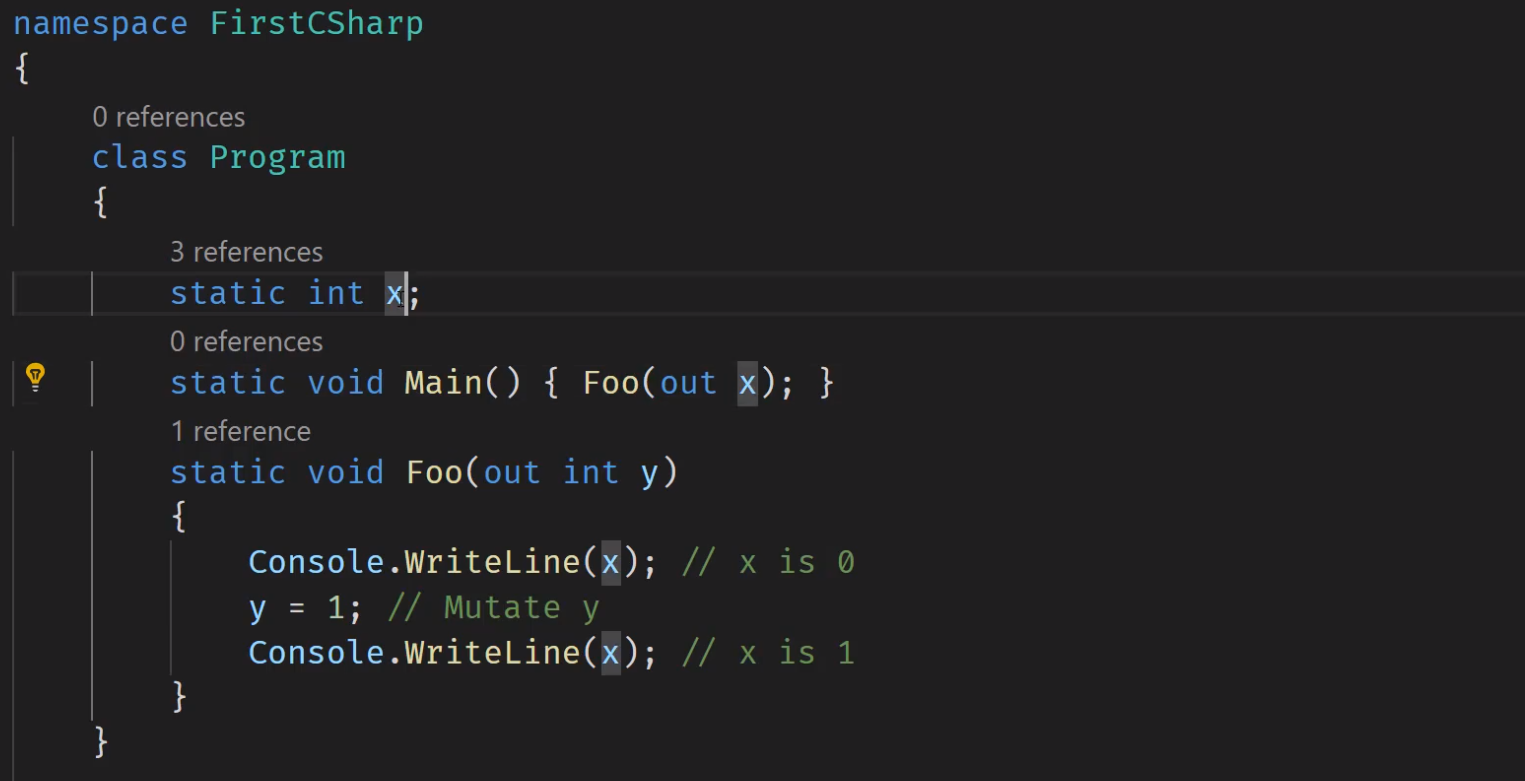 namespace FirstCSharp
{
0 references
class Program
{
3 references
static int x;
0 references
static void Main() { Foo(out x); }
1 reference
static void Foo(out int y)
{
Console.WriteLine(x); // x is 0
y = 1; // Mutate y
Console.WriteLine(x); // x is 1
}
}